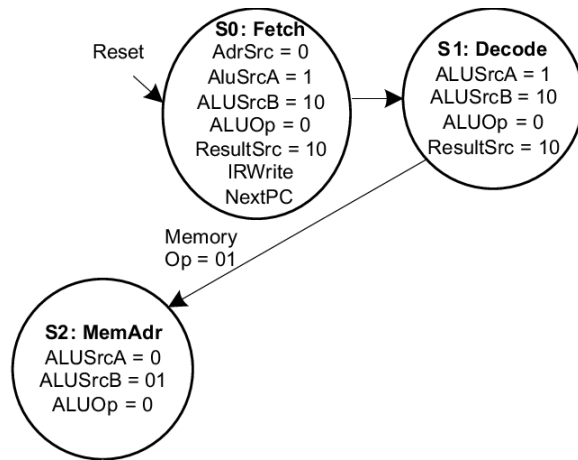 Reset
S0: Fetch
AdrSrc = 0
AluSrcA = 1
ALUSrcB = 10
ALUOp = 0
ResultSrc = 10
IRWrite
NextPC
S1: Decode
ALUSrcA = 1
ALUSrcB = 10
ALUOp = 0
ResultSrc = 10
Memory
Op = 01
S2: MemAdr
ALUSrcA = 0
ALUSrcB = 01
ALUOp = 0